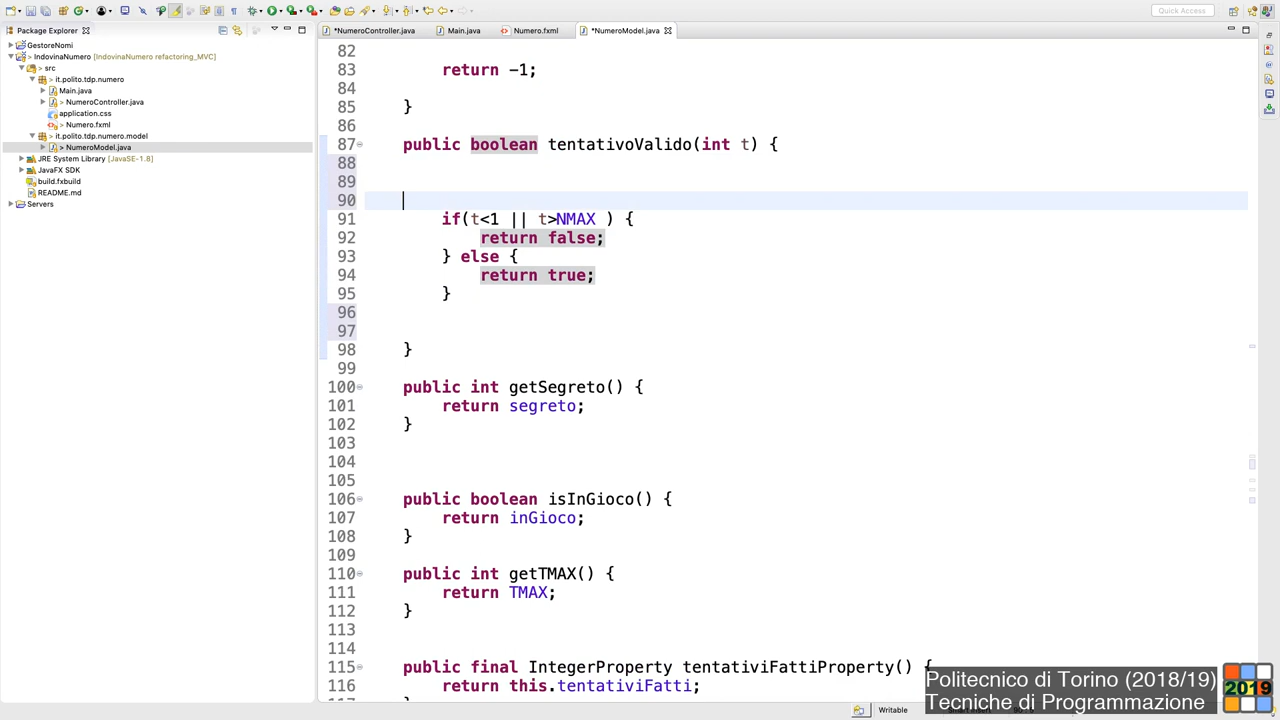 Quick Access
Package Explorer
*NumeroController.java
Main.java
Numero.fxml
*NumeroModel.java
GestoreNomi
> IndovinaNumero [IndovinaNumero refactoring_MVC]
> src
> it.polito.tdp.numero
Main.java
> NumeroController.java
application.css
> Numero.fxml
> it.polito.tdp.numero.model
> NumeroModel.java
JRE System Library [JavaSE-1.8]
JavaFX SDK
build.fxbuild
README.md
Servers
82
83 return -1;
84
85 }
86
87 public boolean tentativoValido(int t) {
88
89
90
91 if(t<1 || t>NMAX ) {
92 return false;
93 } else {
94 return true;
95 }
96
97
98 }
99
100 public int getSegreto() {
101 return segreto;
102 }
103
104
105
106 public boolean isInGioco() {
107 return inGioco;
108 }
109
110 public int getTMAX() {
111 return TMAX;
112 }
113
114
115 public final IntegerProperty tentativiFattiProperty() {
116 return this.tentativiFatti;
Politecnico di Torino (2018/19)
Tecniche di Programmazione
2019
Writable